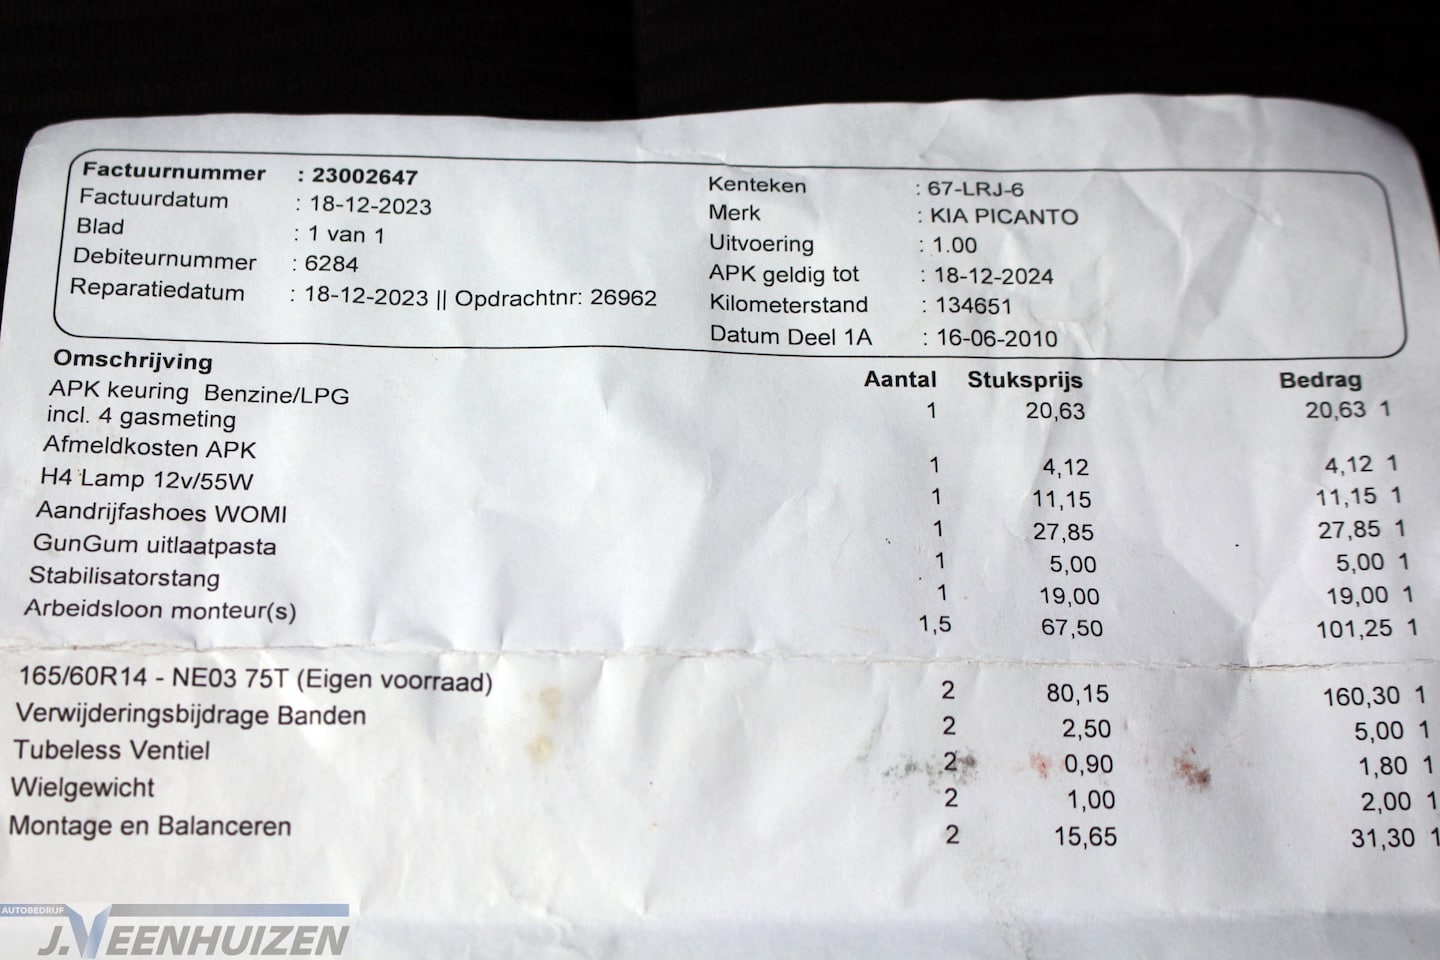 Factuurnummer : 23002647
Factuurdatum : 18-12-2023
Blad : 1 van 1
Debiteurnummer : 6284
Reparatiedatum : 18-12-2023 || Opdrachtnr: 26962
Kenteken : 67-LRJ-6
Merk : KIA PICANTO
Uitvoering : 1.00
APK geldig tot : 18-12-2024
Kilometerstand : 134651
Datum Deel 1A : 16-06-2010
Omschrijving Aantal Stuksprijs Bedrag
APK keuring Benzine/LPG 1 20,63 20,63 1
incl. 4 gasmeting
Afmeldkosten APK 1 4,12 4,12 1
H4 Lamp 12v/55W 1 11,15 11,15 1
Aandrijfashoes WOMI 1 27,85 27,85 1
GunGum uitlaatpasta 1 5,00 5,00 1
Stabilisatorstang 1 19,00 19,00 1
Arbeidsloon monteur(s) 1,5 67,50 101,25 1
165/60R14 - NE03 75T (Eigen voorraad) 2 80,15 160,30 1
Verwijderingsbijdrage Banden 2 2,50 5,00 1
Tubeless Ventiel 2 0,90 1,80 1
Wielgewicht 2 1,00 2,00 1
Montage en Balanceren 2 15,65 31,30 1
AUTOBEDRIJF
J.VEENHUIZEN